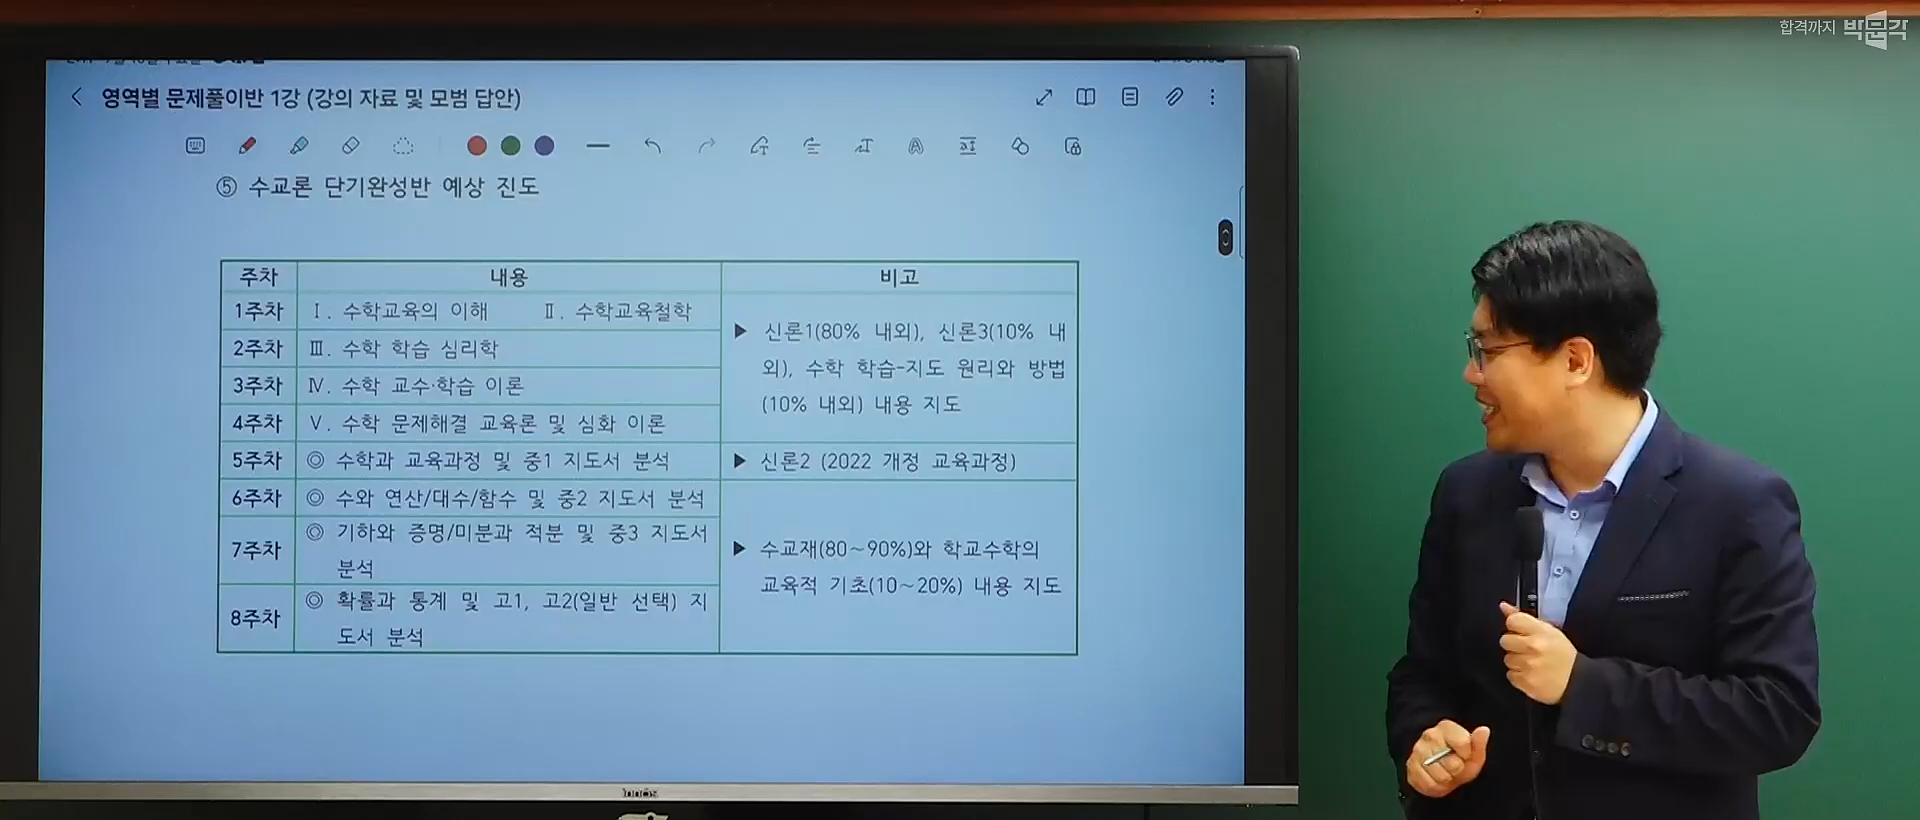 합격까지 박문각
영역별 문제풀이반 1강 (강의 자료 및 모범 답안)
⑤ 수교론 단기완성반 예상 진도
주차 내용 비고
1주차 Ⅰ. 수학교육의 이해 Ⅱ. 수학교육철학
2주차 Ⅲ. 수학 학습 심리학
3주차 Ⅳ. 수학 교수·학습 이론
4주차 Ⅴ. 수학 문제해결 교육론 및 심화 이론
▶ 신론1(80% 내외), 신론3(10% 내
외), 수학 학습-지도 원리와 방법
(10% 내외) 내용 지도
5주차 ◎ 수학과 교육과정 및 중1 지도서 분석
▶ 신론2 (2022 개정 교육과정)
6주차 ◎ 수와 연산/대수/함수 및 중2 지도서 분석
7주차 ◎ 기하와 증명/미분과 적분 및 중3 지도서
분석
8주차 ◎ 확률과 통계 및 고1, 고2(일반 선택) 지
도서 분석
▶ 수교재(80~90%)와 학교수학의
교육적 기초(10~20%) 내용 지도